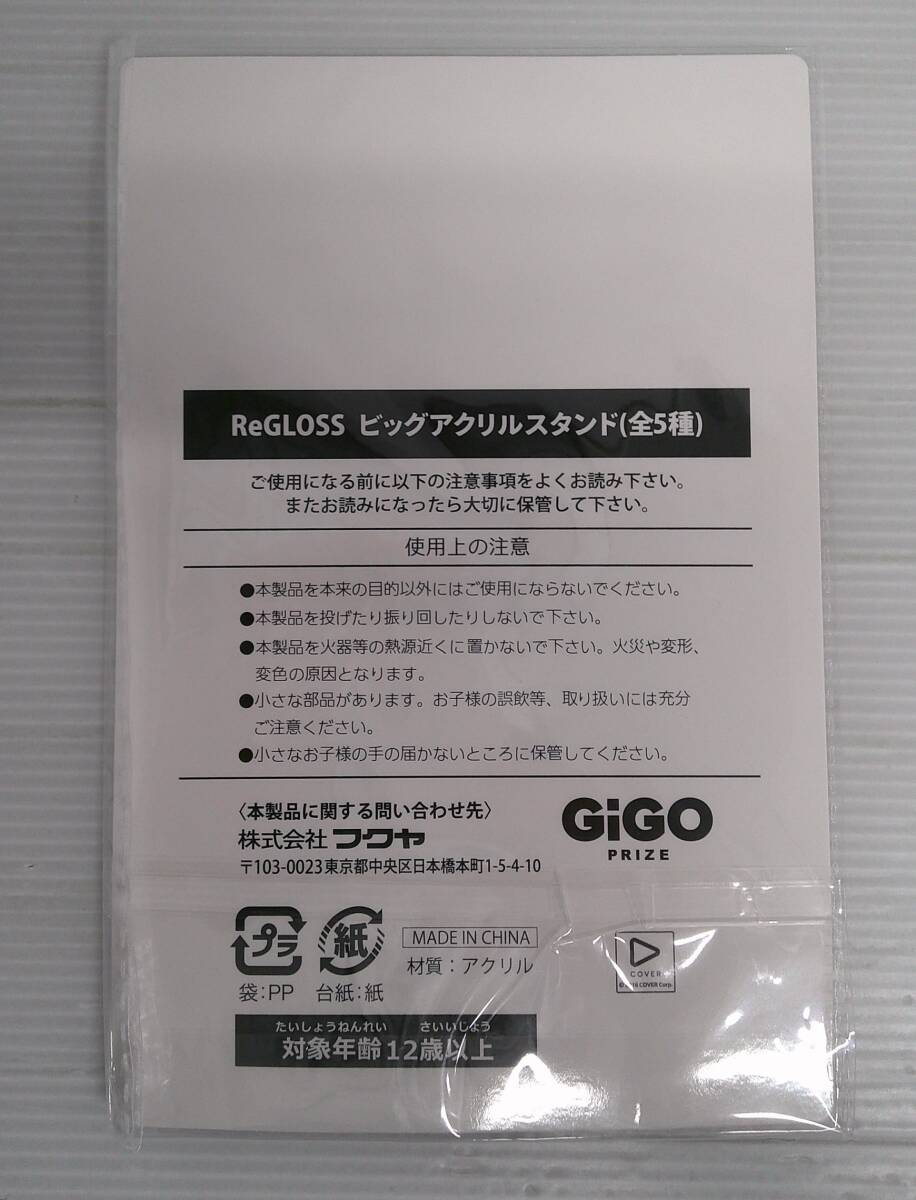 ReGLOSS ビッグアクリルスタンド(全5種)
ご使用になる前に以下の注意事項をよくお読み下さい。
またお読みになったら大切に保管して下さい。
使用上の注意
●本製品を本来の目的以外にはご使用にならないでください。
●本製品を投げたり振り回したりしないで下さい。
●本製品を火器等の熱源近くに置かないで下さい。火災や変形、
変色の原因となります。
●小さな部品があります。お子様の誤飲等、取り扱いには充分
ご注意ください。
●小さなお子様の手の届かないところに保管してください。
〈本製品に関する問い合わせ先〉
株式会社 フクヤ
〒103-0023 東京都中央区日本橋本町1-5-4-10
GiGO
PRIZE
プラ
紙
袋:PP 台紙:紙
MADE IN CHINA
材質:アクリル
COVER
© 2016 COVER Corp.
たいしょうねんれい さいいじょう
対象年齢12歳以上